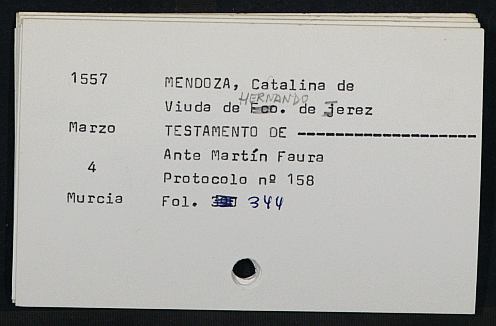 1557 MENDOZA, Catalina de
HERNANDO
Viuda de Fco. de Jerez
Marzo TESTAMENTO DE --------------------
4 Ante Martín Faura
Protocolo nº 158
Murcia Fol. 344